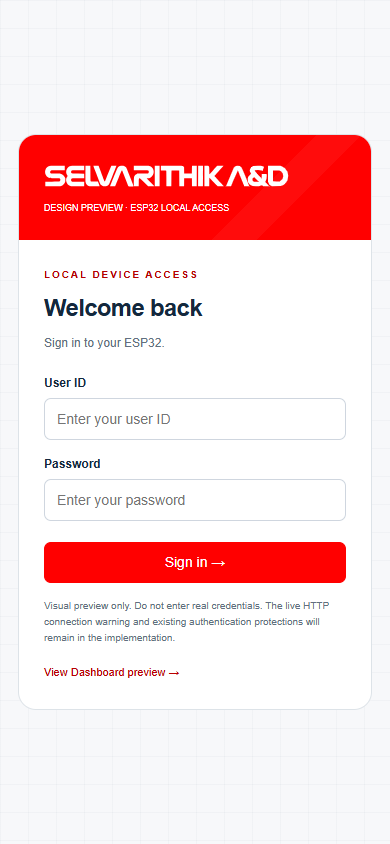 SELVARITHIK A&D
DESIGN PREVIEW · ESP32 LOCAL ACCESS
LOCAL DEVICE ACCESS
Welcome back
Sign in to your ESP32.
User ID
Enter your user ID
Password
Enter your password
Sign in →
Visual preview only. Do not enter real credentials. The live HTTP
connection warning and existing authentication protections will
remain in the implementation.
View Dashboard preview →